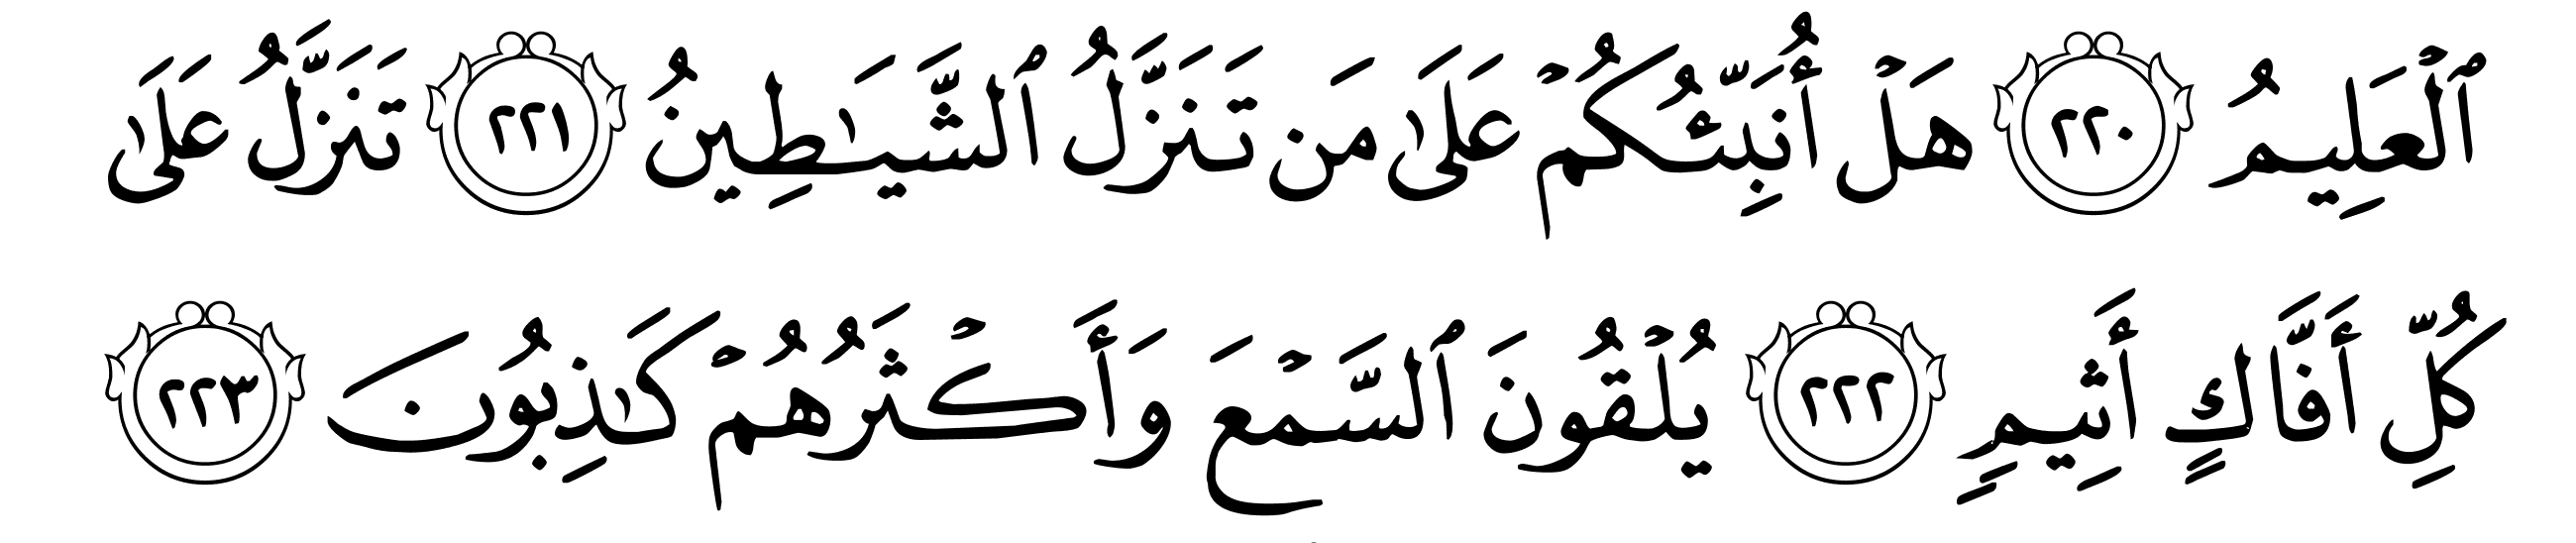 ٱلْعَلِيمُ ٢٢٠ هَلْ أُنَبِّئُكُمْ عَلَىٰ مَن تَنَزَّلُ ٱلشَّيَـٰطِينُ ٢٢١ تَنَزَّلُ عَلَىٰ
كُلِّ أَفَّاكٍ أَثِيمٍ ٢٢٢ يُلْقُونَ ٱلسَّمْعَ وَأَكْثَرُهُمْ كَـٰذِبُونَ ٢٢٣